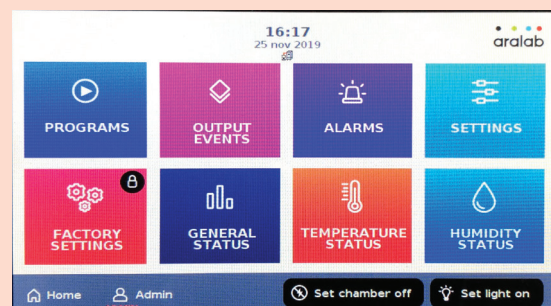 16:17
25 nov 2019
aralab
PROGRAMS
OUTPUT
EVENTS
ALARMS
SETTINGS
FACTORY
SETTINGS
GENERAL
STATUS
TEMPERATURE
STATUS
HUMIDITY
STATUS
Home
Admin
Set chamber off
Set light on